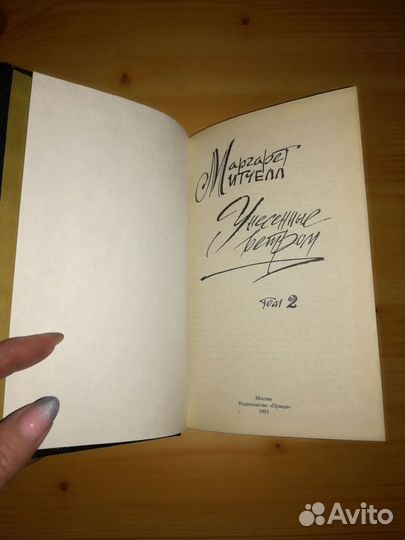 Маргарет
Митчелл
Унесенные
ветром
Том 2
Москва
Издательство «Правда»
1991
Avito